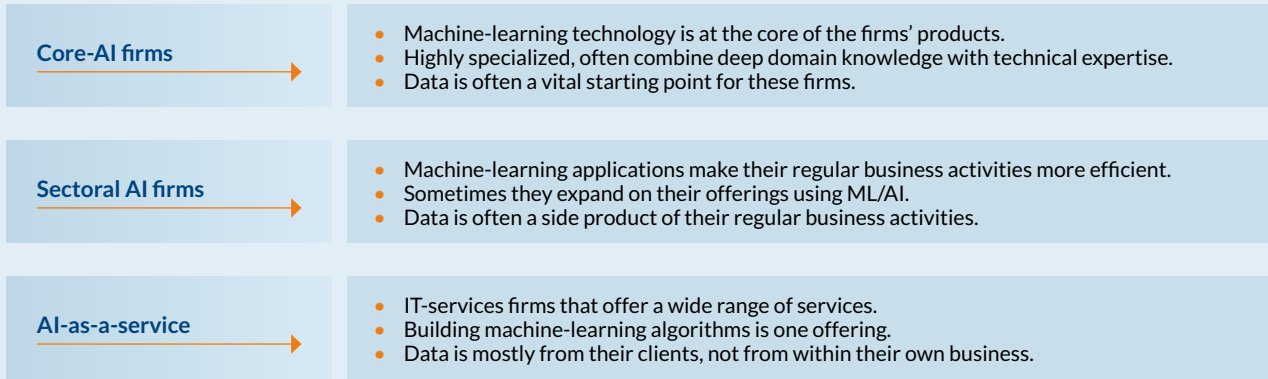 Core-AI firms
• Machine-learning technology is at the core of the firms’ products.
• Highly specialized, often combine deep domain knowledge with technical expertise.
• Data is often a vital starting point for these firms.
Sectoral AI firms
• Machine-learning applications make their regular business activities more efficient.
• Sometimes they expand on their offerings using ML/AI.
• Data is often a side product of their regular business activities.
AI-as-a-service
• IT-services firms that offer a wide range of services.
• Building machine-learning algorithms is one offering.
• Data is mostly from their clients, not from within their own business.